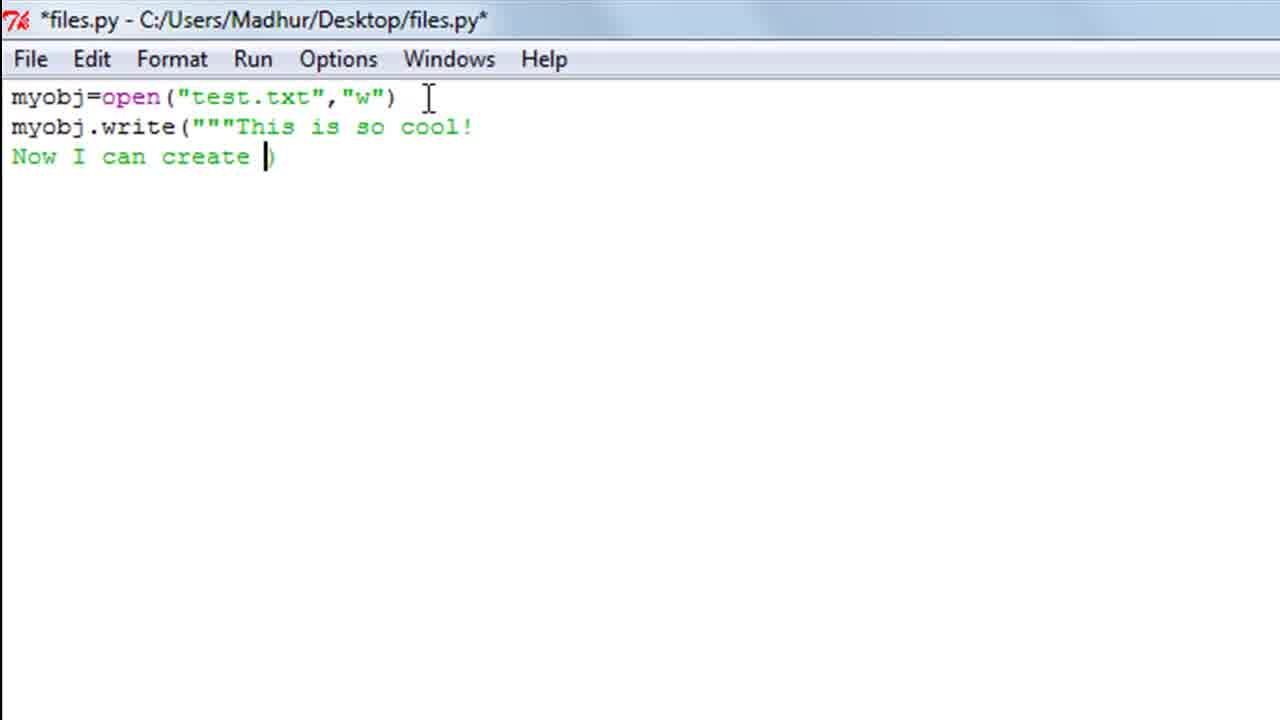 *files.py - C:/Users/Madhur/Desktop/files.py*
File Edit Format Run Options Windows Help
myobj=open("test.txt","w")
myobj.write("""This is so cool!
Now I can create )